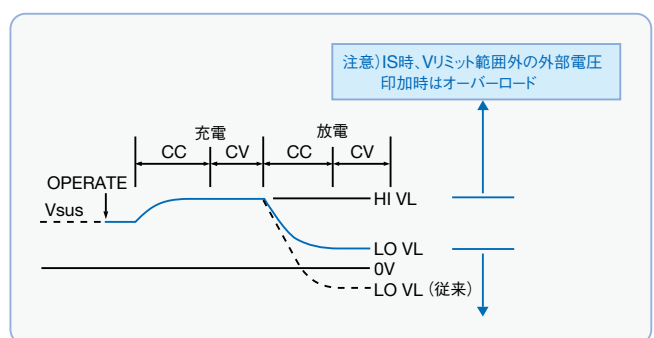 注意)IS時、Vリミット範囲外の外部電圧
印加時はオーバーロード
充電
放電
CC
CV
CC
CV
OPERATE
Vsus
HI VL
LO VL
0V
LO VL (従来)